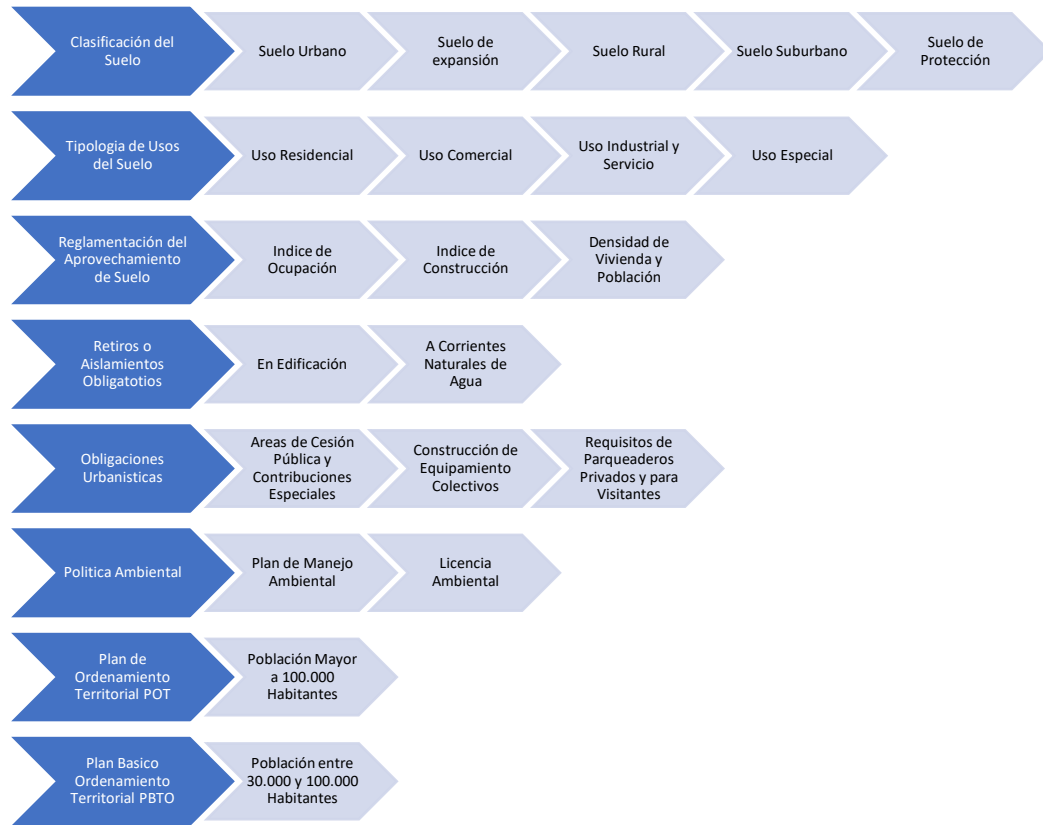 Clasificación del
Suelo
Suelo Urbano
Suelo de
expansión
Suelo Rural
Suelo Suburbano
Suelo de
Protección
Tipologia de Usos
del Suelo
Uso Residencial
Uso Comercial
Uso Industrial y
Servicio
Uso Especial
Reglamentación del
Aprovechamiento
de Suelo
Indice de
Ocupación
Indice de
Construcción
Densidad de
Vivienda y
Población
Retiros o
Aislamientos
Obligatotios
En Edificación
A Corrientes
Naturales de
Agua
Obligaciones
Urbanisticas
Areas de Cesión
Pública y
Contribuciones
Especiales
Construcción de
Equipamiento
Colectivos
Requisitos de
Parqueaderos
Privados y para
Visitantes
Politica Ambiental
Plan de Manejo
Ambiental
Licencia
Ambiental
Plan de
Ordenamiento
Territorial POT
Población Mayor
a 100.000
Habitantes
Plan Basico
Ordenamiento
Territorial PBTO
Población entre
30.000 y 100.000
Habitantes